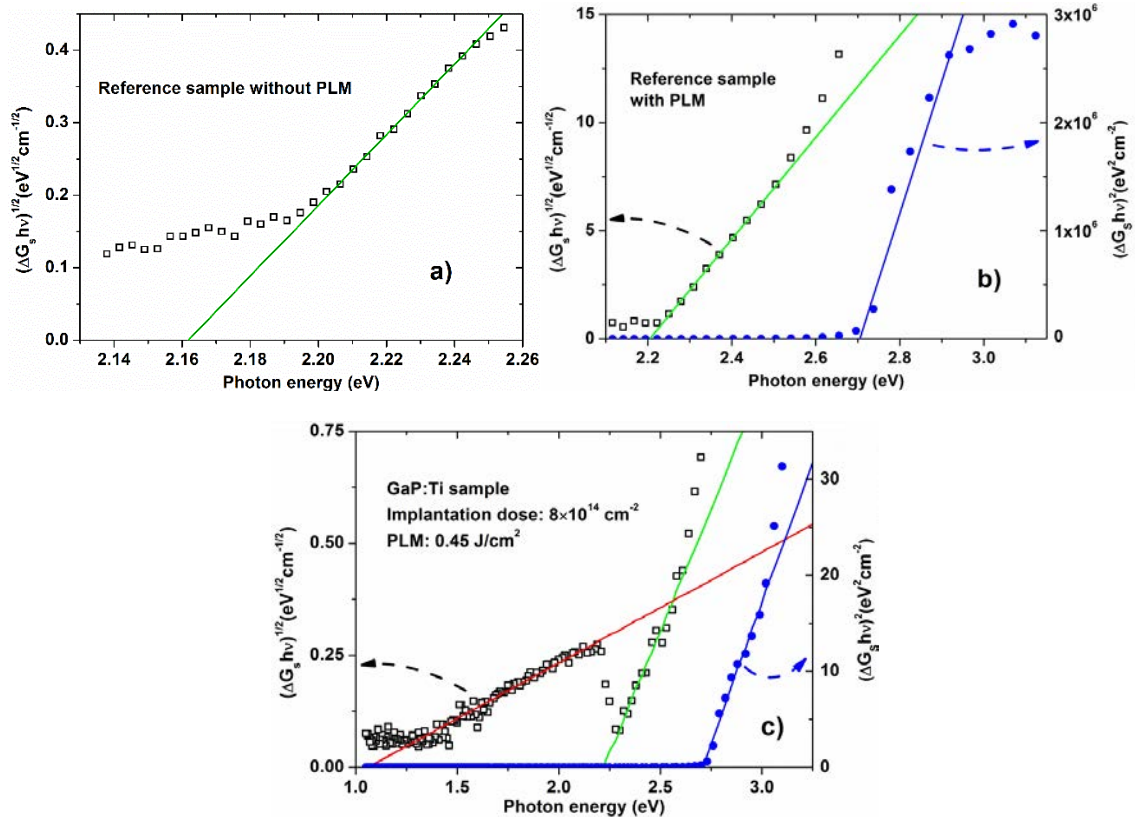 (ΔG_s hν)^{1/2}(eV^{1/2}cm^{-1/2})
0.4
0.3
0.2
0.1
0.0
Reference sample without PLM
a)
2.14 2.16 2.18 2.20 2.22 2.24 2.26
Photon energy (eV)
(ΔG_s hν)^{1/2}(eV^{1/2}cm^{-1/2})
15
10
5
0
Reference sample
with PLM
b)
3x10^6
2x10^6
1x10^6
0
(ΔG_s hν)^2(eV^2cm^{-2})
2.2 2.4 2.6 2.8 3.0
Photon energy (eV)
(ΔG_S hν)^{1/2}(eV^{1/2}cm^{-1/2})
0.75
0.50
0.25
0.00
GaP:Ti sample
Implantation dose: 8×10^{14} cm^{-2}
PLM: 0.45 J/cm^2
c)
30
20
10
0
(ΔG_S hν)^2(eV^2cm^{-2})
1.0 1.5 2.0 2.5 3.0
Photon energy (eV)